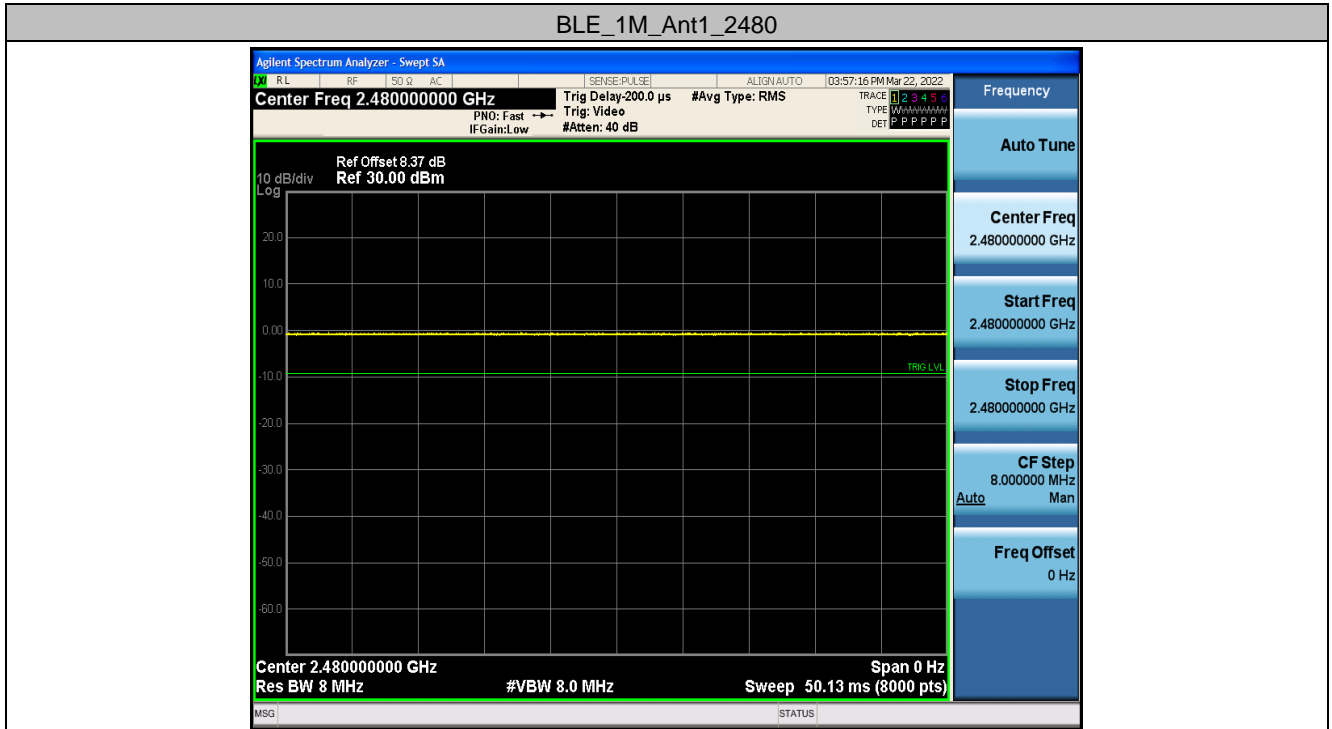 BLE_1M_Ant1_2480
Agilent Spectrum Analyzer - Swept SA
LXI RL RF 50 Ω AC SENSE:PULSE ALIGN AUTO 03:57:16 PM Mar 22, 2022
Center Freq 2.480000000 GHz Trig Delay-200.0 µs #Avg Type: RMS TRACE 1 2 3 4 5 6
PNO: Fast Trig: Video TYPE WWWWWW
IFGain:Low #Atten: 40 dB DET P P P P P P
Ref Offset 8.37 dB
10 dB/div Ref 30.00 dBm
Log
20.0
10.0
0.00
TRIG LVL
-10.0
-20.0
-30.0
-40.0
-50.0
-60.0
Center 2.480000000 GHz Span 0 Hz
Res BW 8 MHz #VBW 8.0 MHz Sweep 50.13 ms (8000 pts)
MSG STATUS
Frequency
Auto Tune
Center Freq
2.480000000 GHz
Start Freq
2.480000000 GHz
Stop Freq
2.480000000 GHz
CF Step
8.000000 MHz
Auto Man
Freq Offset
0 Hz